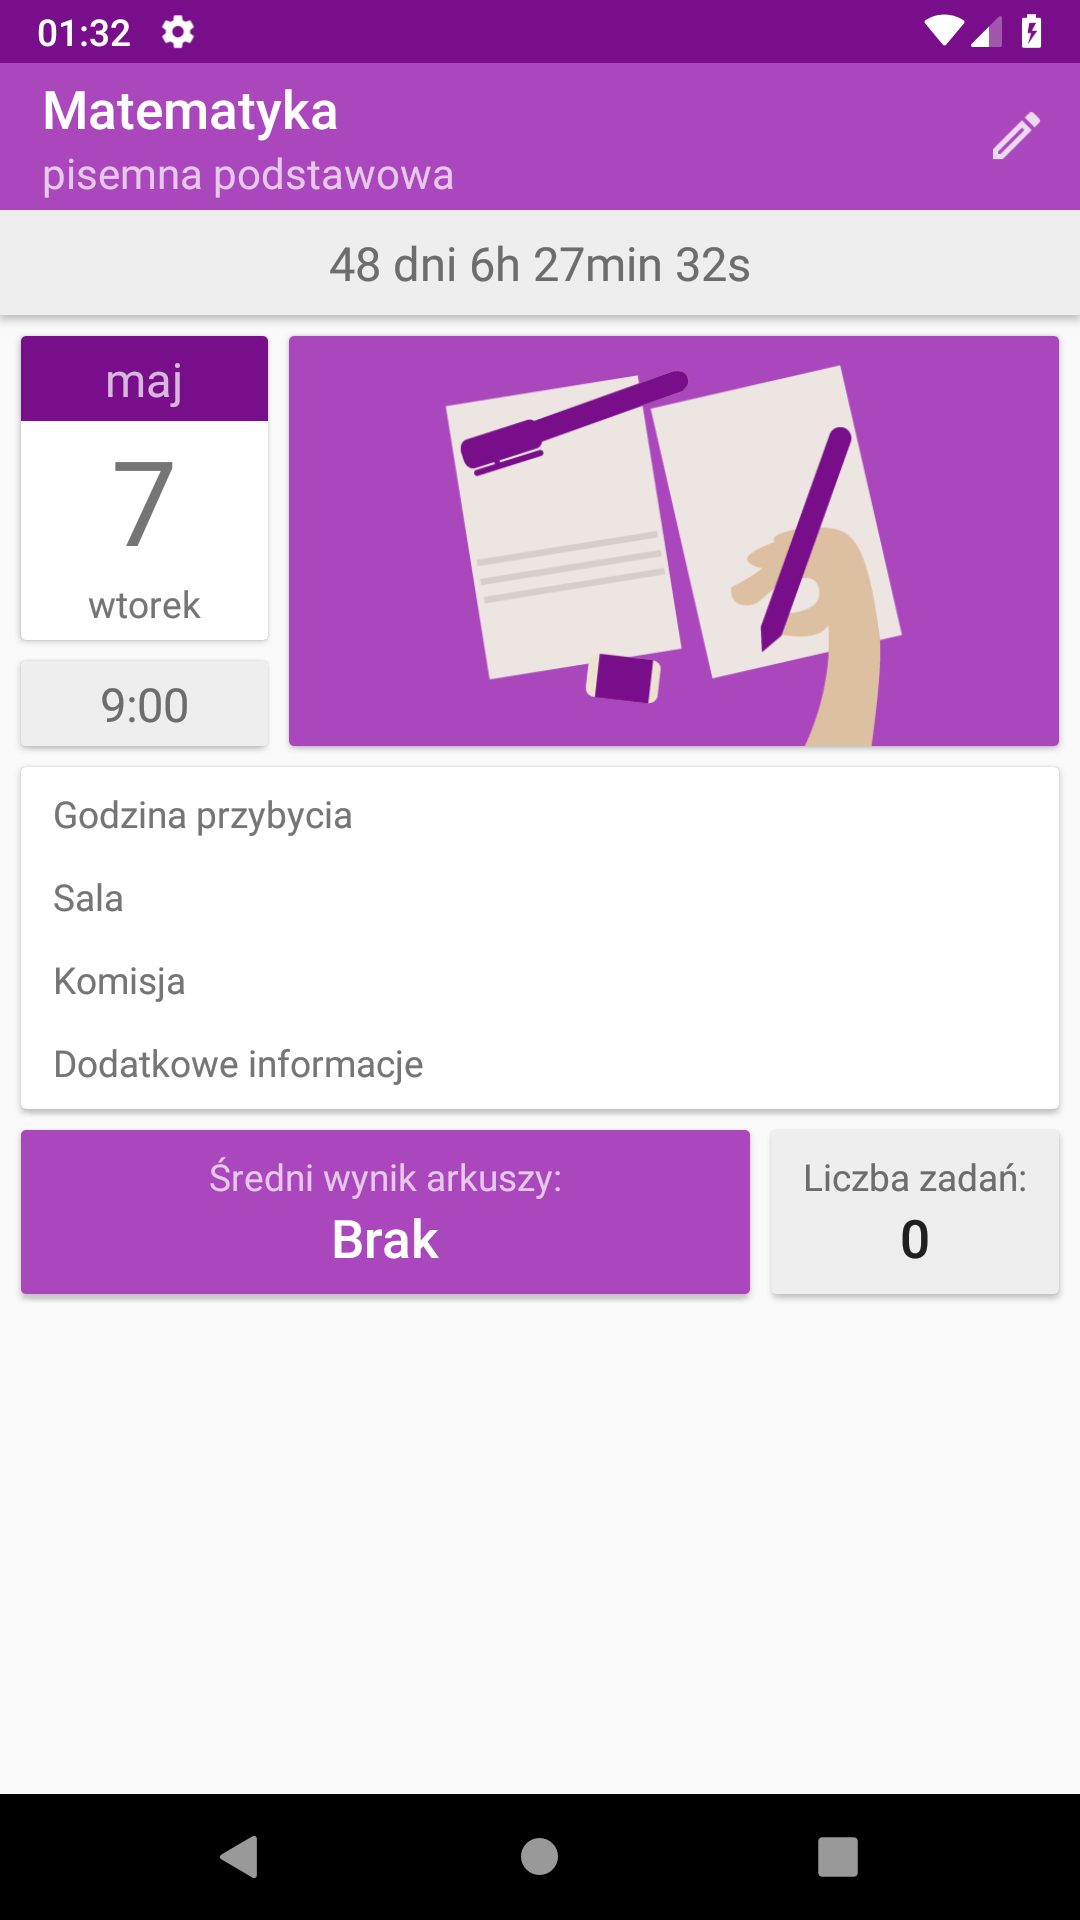 01:32
Matematyka
pisemna podstawowa
48 dni 6h 27min 32s
maj
7
wtorek
9:00
Godzina przybycia
Sala
Komisja
Dodatkowe informacje
Średni wynik arkuszy:
Brak
Liczba zadań:
0